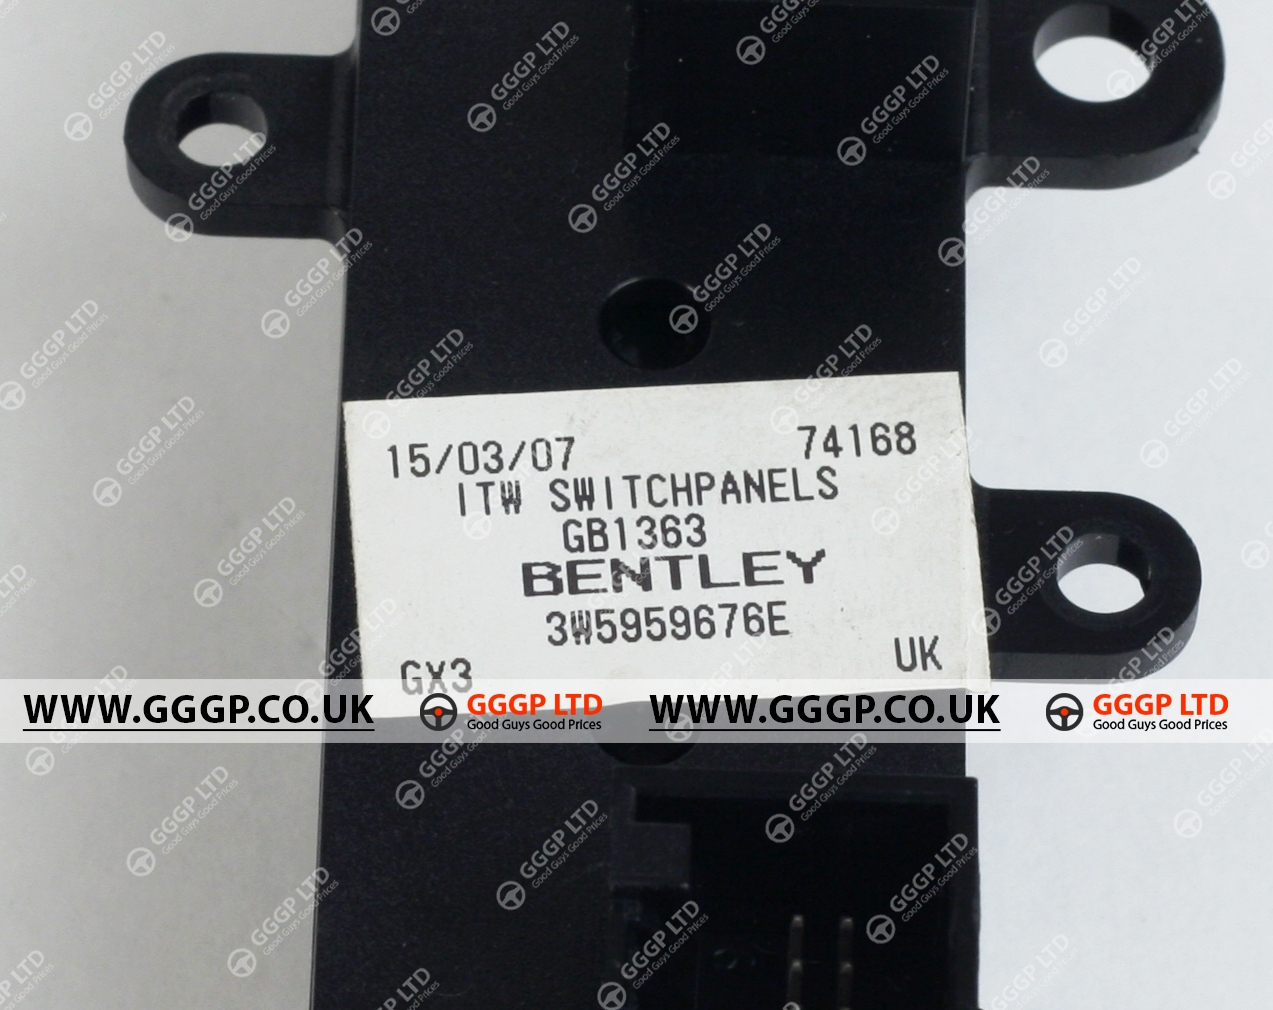 15/03/07 74168
ITW SWITCHPANELS
GB1363
BENTLEY
3W5959676E
GX3 UK
WWW.GGGP.CO.UK GGGP LTD Good Guys Good Prices WWW.GGGP.CO.UK GGGP LTD Good Guys Good Prices